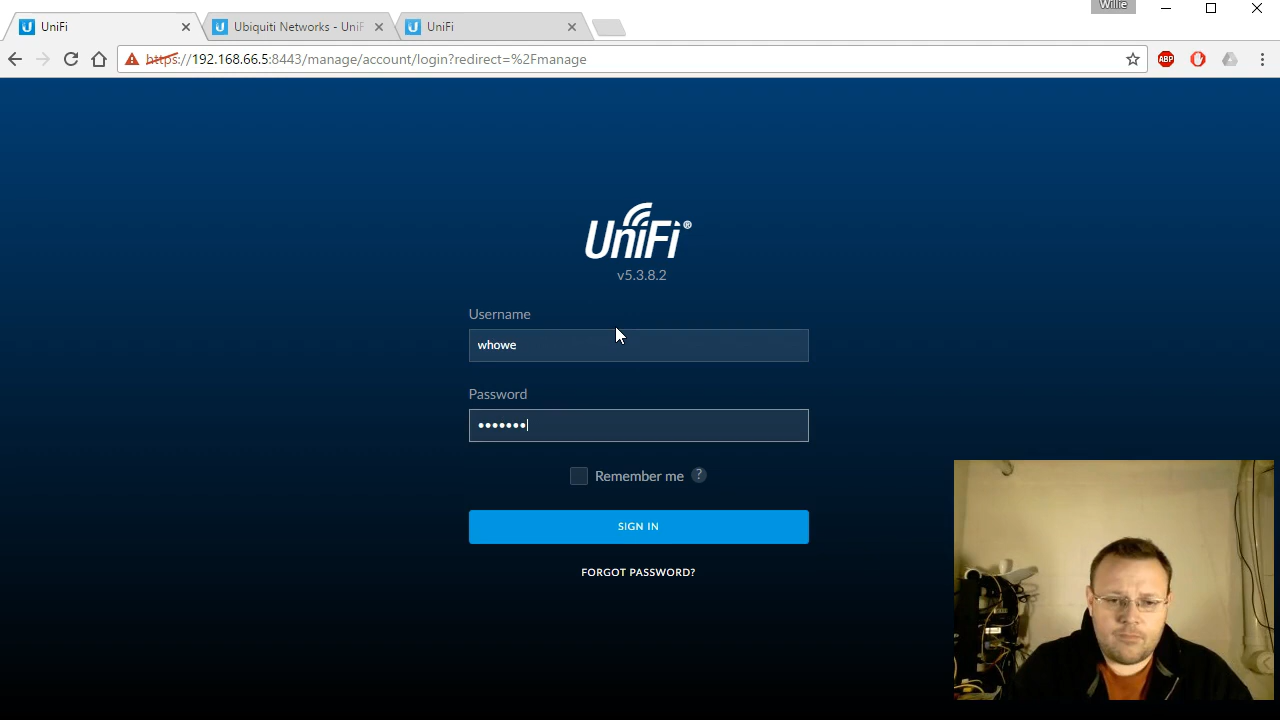 Willie
UniFi
Ubiquiti Networks - UniF
UniFi
https://192.168.66.5:8443/manage/account/login?redirect=%2Fmanage
ABP
UniFi®
v5.3.8.2
Username
whowe
Password
•••••••
Remember me ?
SIGN IN
FORGOT PASSWORD?